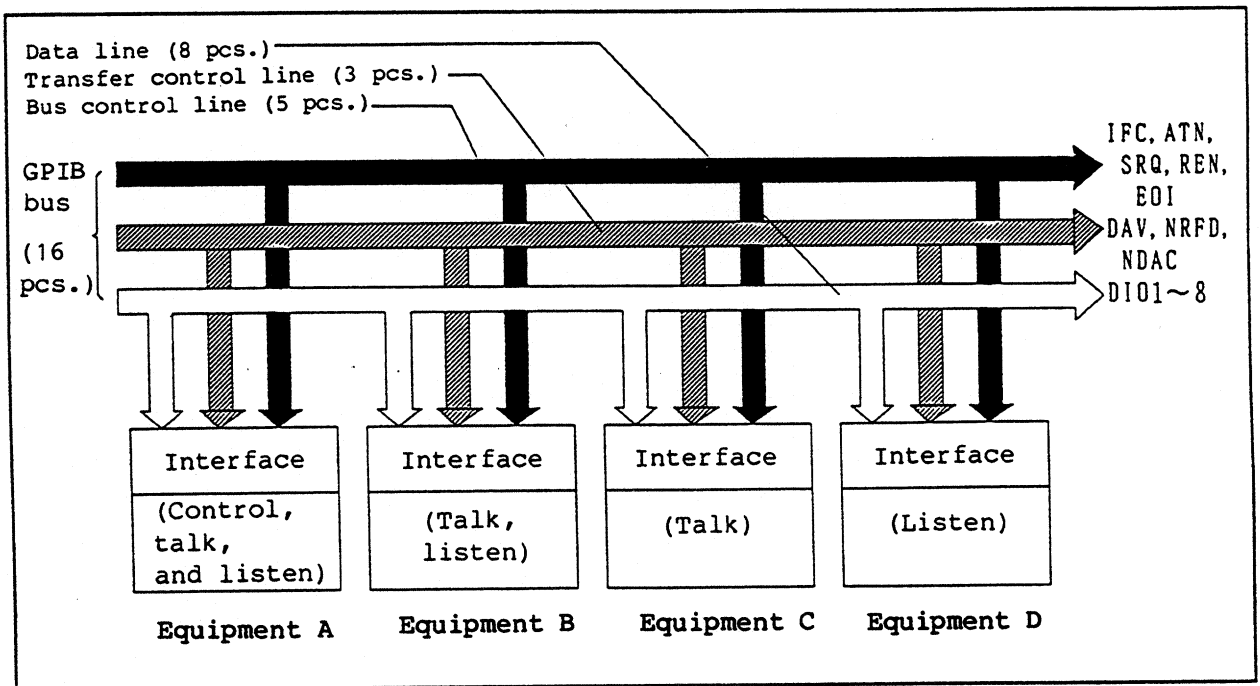 Data line (8 pcs.)
Transfer control line (3 pcs.)
Bus control line (5 pcs.)
GPIB
bus
(16
pcs.)
IFC, ATN,
SRQ, REN,
EOI
DAV, NRFD,
NDAC
DIO1~8
Interface
(Control,
talk,
and listen)
Equipment A
Interface
(Talk,
listen)
Equipment B
Interface
(Talk)
Equipment C
Interface
(Listen)
Equipment D